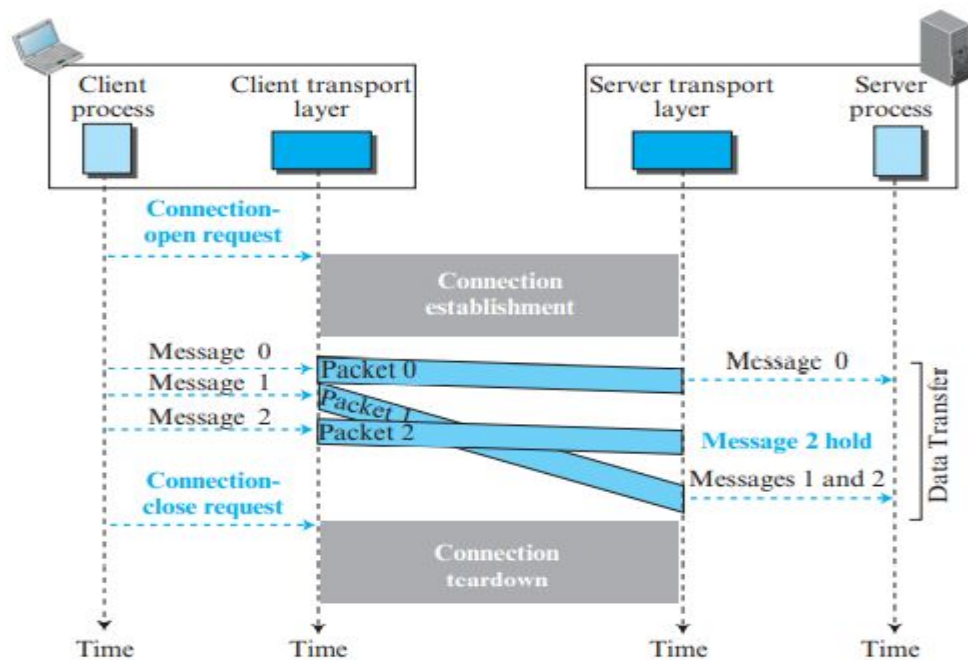 Client
process
Client transport
layer
Server transport
layer
Server
process
Connection-
open request
Connection
establishment
Message 0
Packet 0
Message 0
Message 1
Packet 1
Message 2
Packet 2
Message 2 hold
Messages 1 and 2
Data Transfer
Connection-
close request
Connection
teardown
Time
Time
Time
Time